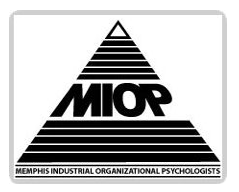 MIOP
MEMPHIS INDUSTRIAL ORGANIZATIONAL PSYCHOLOGISTS